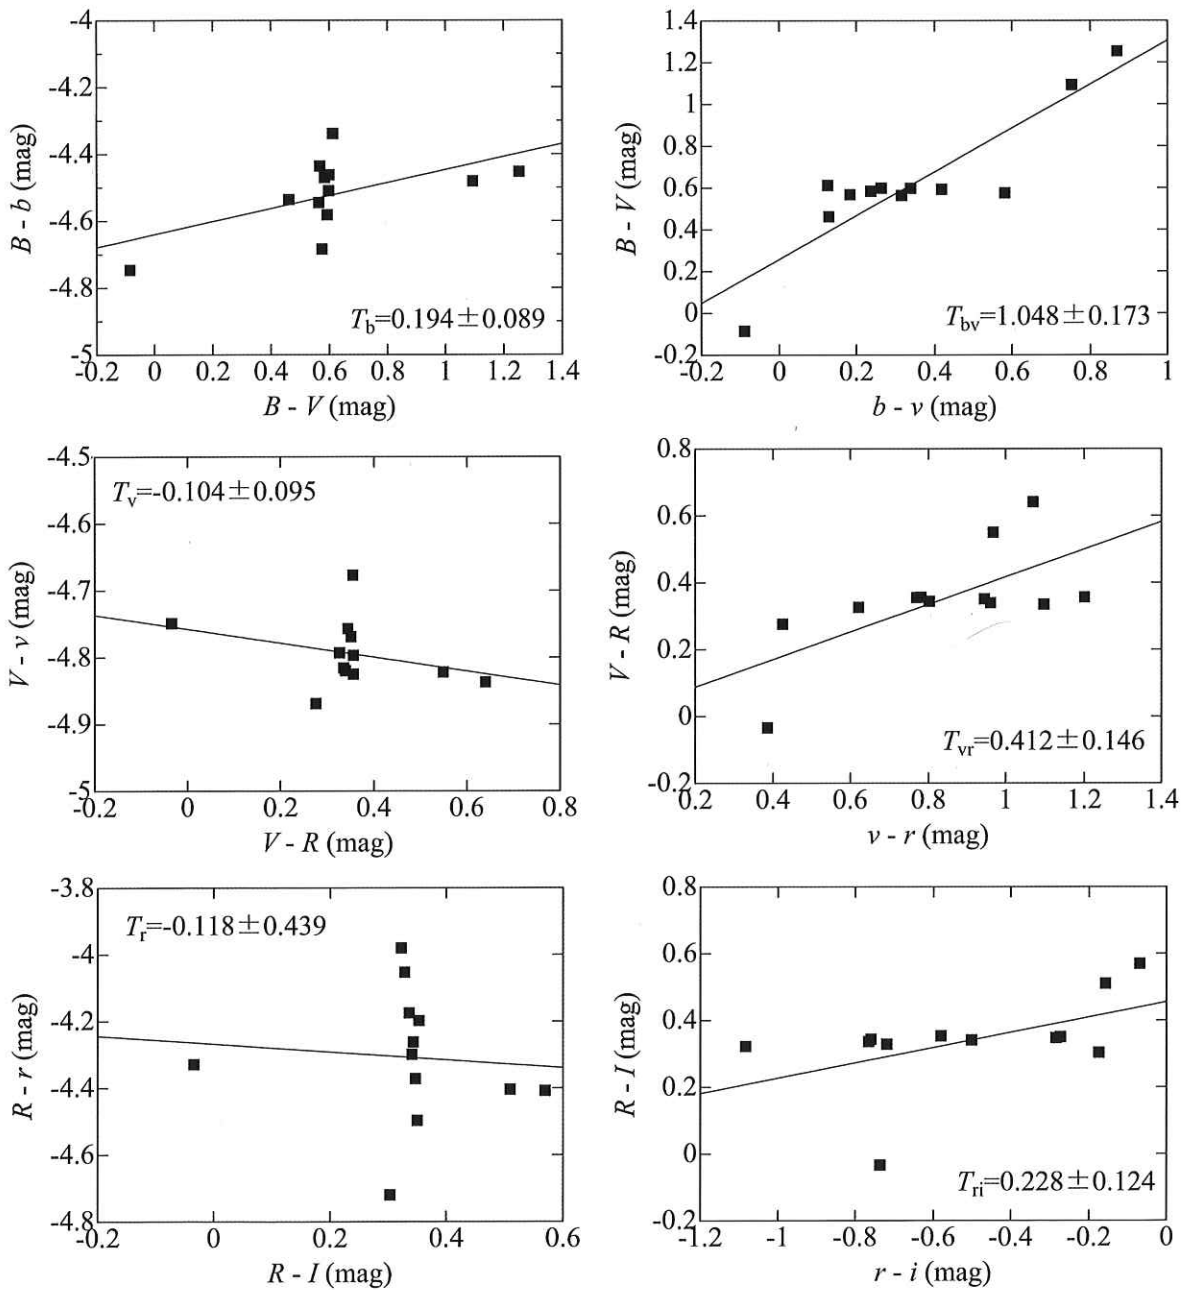 -4
-4.2
-4.4
-4.6
-4.8
-5
B - b (mag)
T_b=0.194±0.089
-0.2 0 0.2 0.4 0.6 0.8 1 1.2 1.4
B - V (mag)
1.4
1.2
1
0.8
0.6
0.4
0.2
0
-0.2
B - V (mag)
T_bv=1.048±0.173
-0.2 0 0.2 0.4 0.6 0.8 1
b - v (mag)
-4.5
-4.6
-4.7
-4.8
-4.9
-5
V - v (mag)
T_v=-0.104±0.095
-0.2 0 0.2 0.4 0.6 0.8
V - R (mag)
0.8
0.6
0.4
0.2
0
-0.2
V - R (mag)
T_vr=0.412±0.146
0.2 0.4 0.6 0.8 1 1.2 1.4
v - r (mag)
-3.8
-4
-4.2
-4.4
-4.6
-4.8
R - r (mag)
T_r=-0.118±0.439
-0.2 0 0.2 0.4 0.6
R - I (mag)
0.8
0.6
0.4
0.2
0
-0.2
R - I (mag)
T_ri=0.228±0.124
-1.2 -1 -0.8 -0.6 -0.4 -0.2 0
r - i (mag)